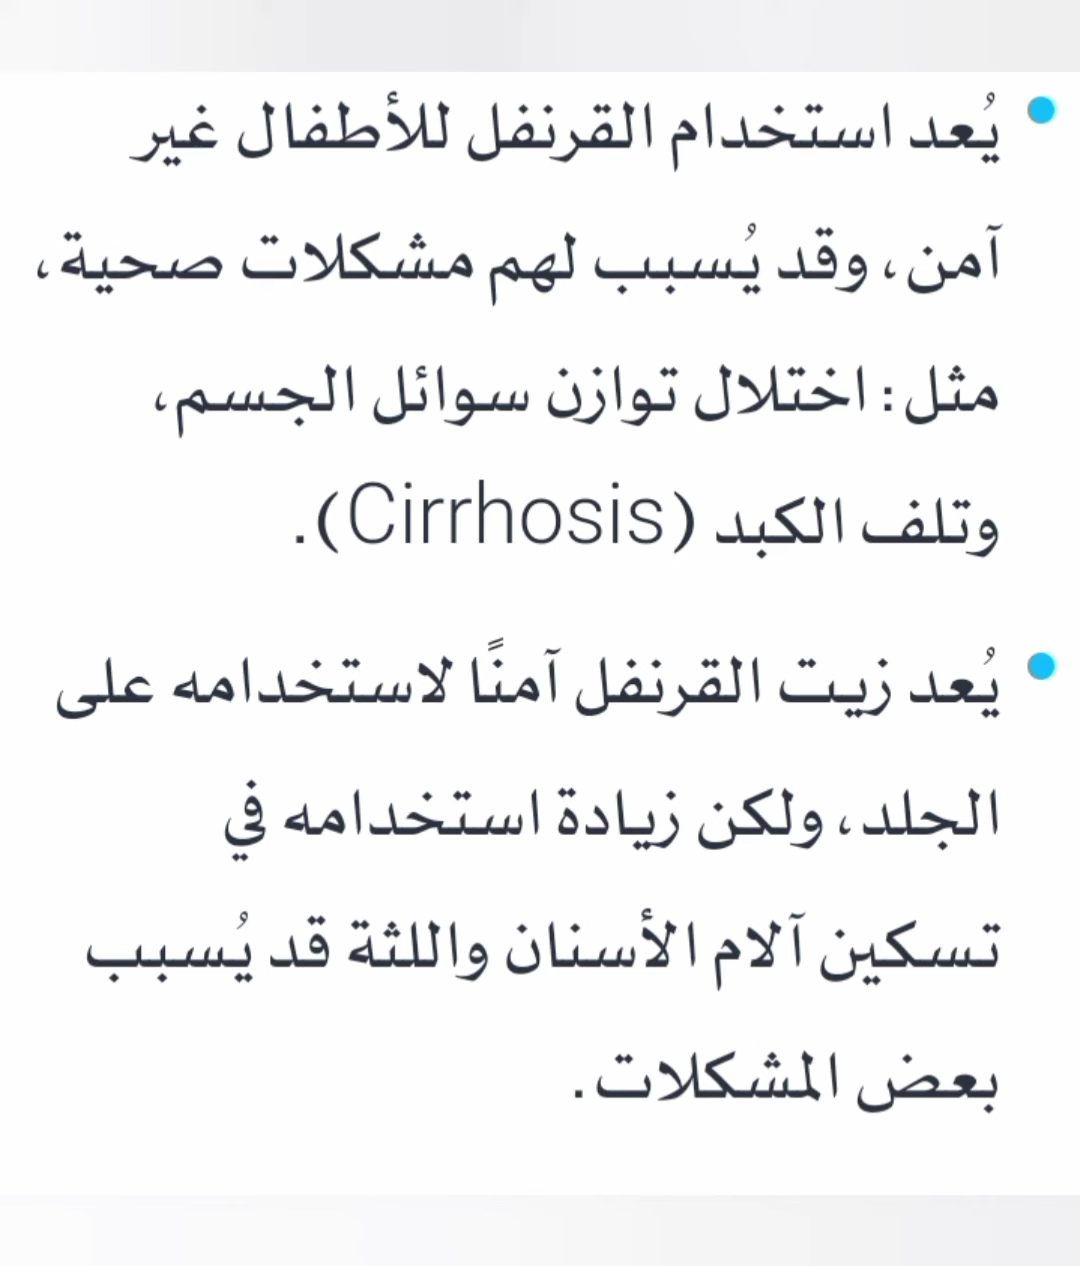 يُعد استخدام القرنفل للأطفال غير
آمن، وقد يُسبب لهم مشكلات صحية،
مثل: اختلال توازن سوائل الجسم،
وتلف الكبد (Cirrhosis).
يُعد زيت القرنفل آمنًا لاستخدامه على
الجلد، ولكن زيادة استخدامه في
تسكين آلام الأسنان واللثة قد يُسبب
بعض المشكلات.